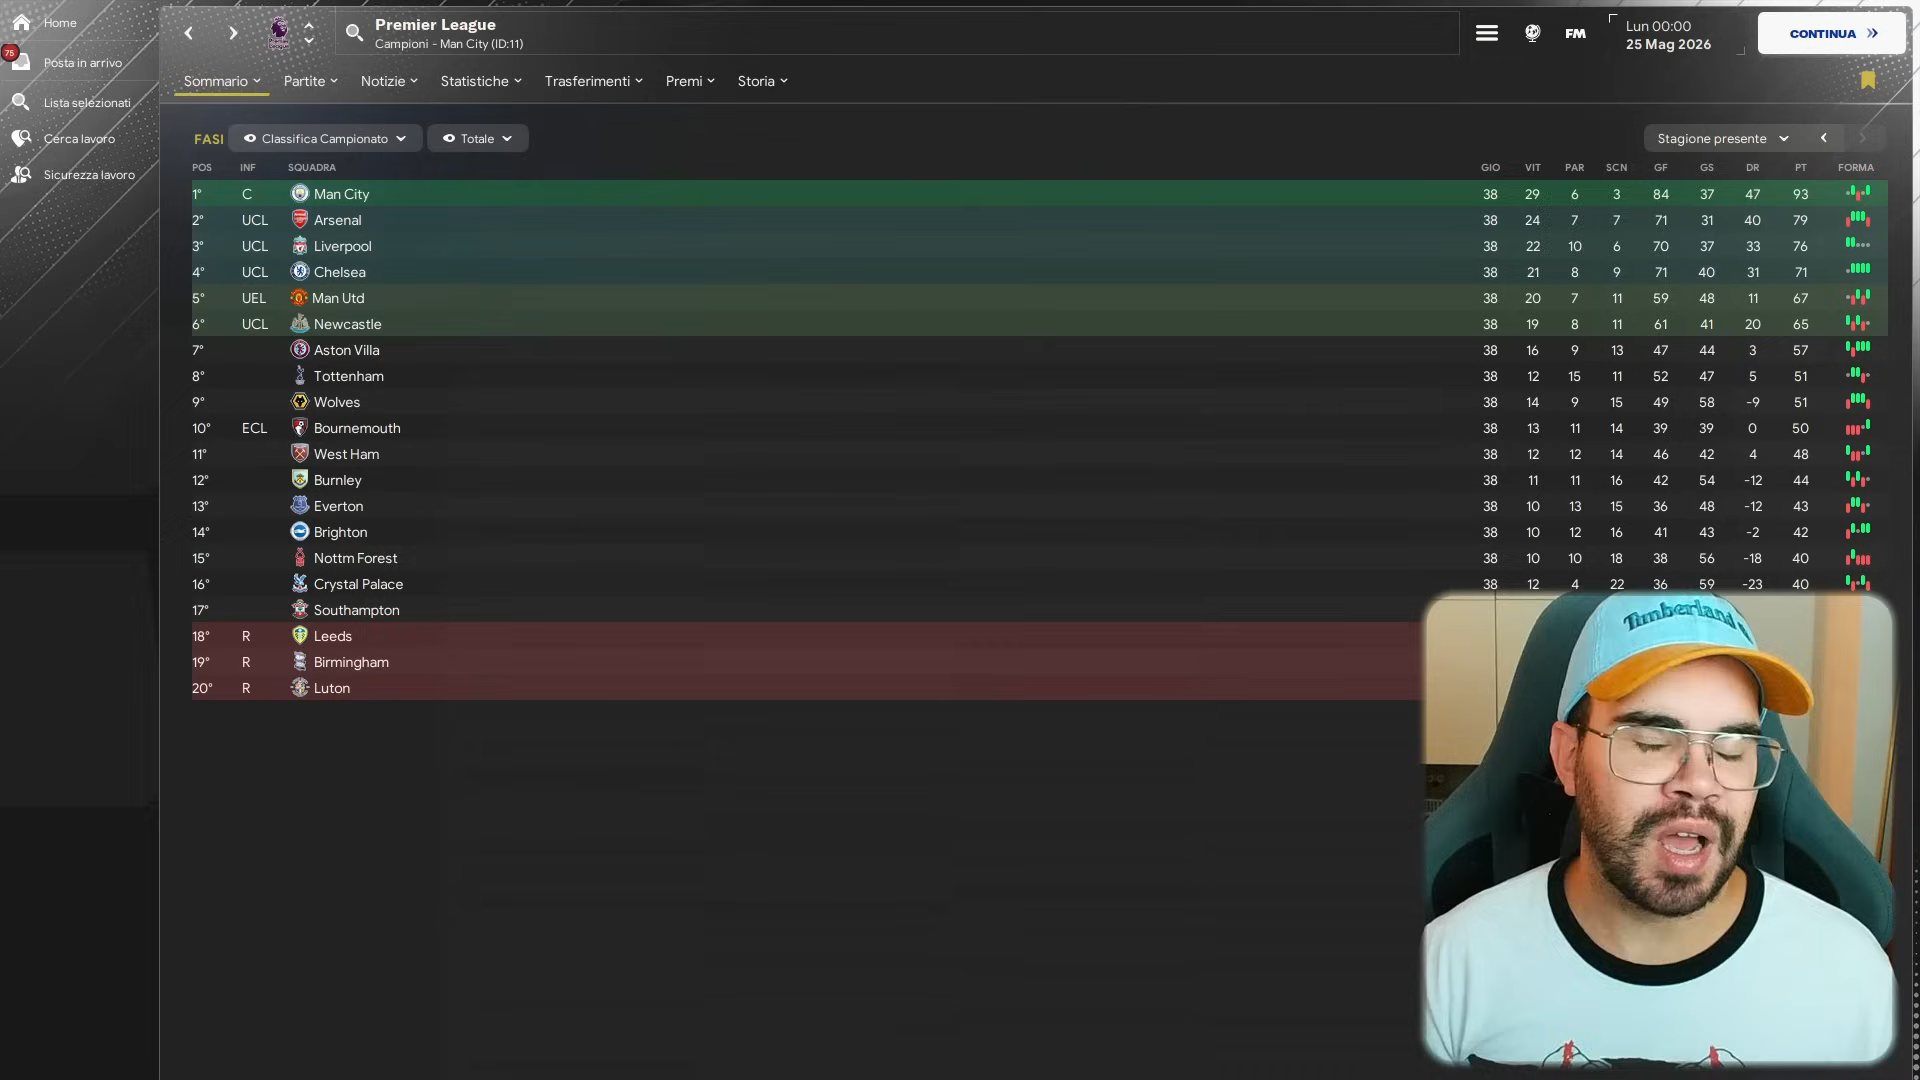 Home
75
Posta in arrivo
Lista selezionati
Cerca lavoro
Sicurezza lavoro
Premier League
Campioni - Man City (ID:11)
FM
Lun 00:00
25 Mag 2026
CONTINUA
Sommario Partite Notizie Statistiche Trasferimenti Premi Storia
FASI Classifica Campionato Totale Stagione presente
POS INF SQUADRA GIO VIT PAR SCN GF GS DR PT FORMA
1° C Man City 38 29 6 3 84 37 47 93
2° UCL Arsenal 38 24 7 7 71 31 40 79
3° UCL Liverpool 38 22 10 6 70 37 33 76
4° UCL Chelsea 38 21 8 9 71 40 31 71
5° UEL Man Utd 38 20 7 11 59 48 11 67
6° UCL Newcastle 38 19 8 11 61 41 20 65
7° Aston Villa 38 16 9 13 47 44 3 57
8° Tottenham 38 12 15 11 52 47 5 51
9° Wolves 38 14 9 15 49 58 -9 51
10° ECL Bournemouth 38 13 11 14 39 39 0 50
11° West Ham 38 12 12 14 46 42 4 48
12° Burnley 38 11 11 16 42 54 -12 44
13° Everton 38 10 13 15 36 48 -12 43
14° Brighton 38 10 12 16 41 43 -2 42
15° Nottm Forest 38 10 10 18 38 56 -18 40
16° Crystal Palace 38 12 4 22 36 59 -23 40
17° Southampton
18° R Leeds
19° R Birmingham
20° R Luton
Timberland